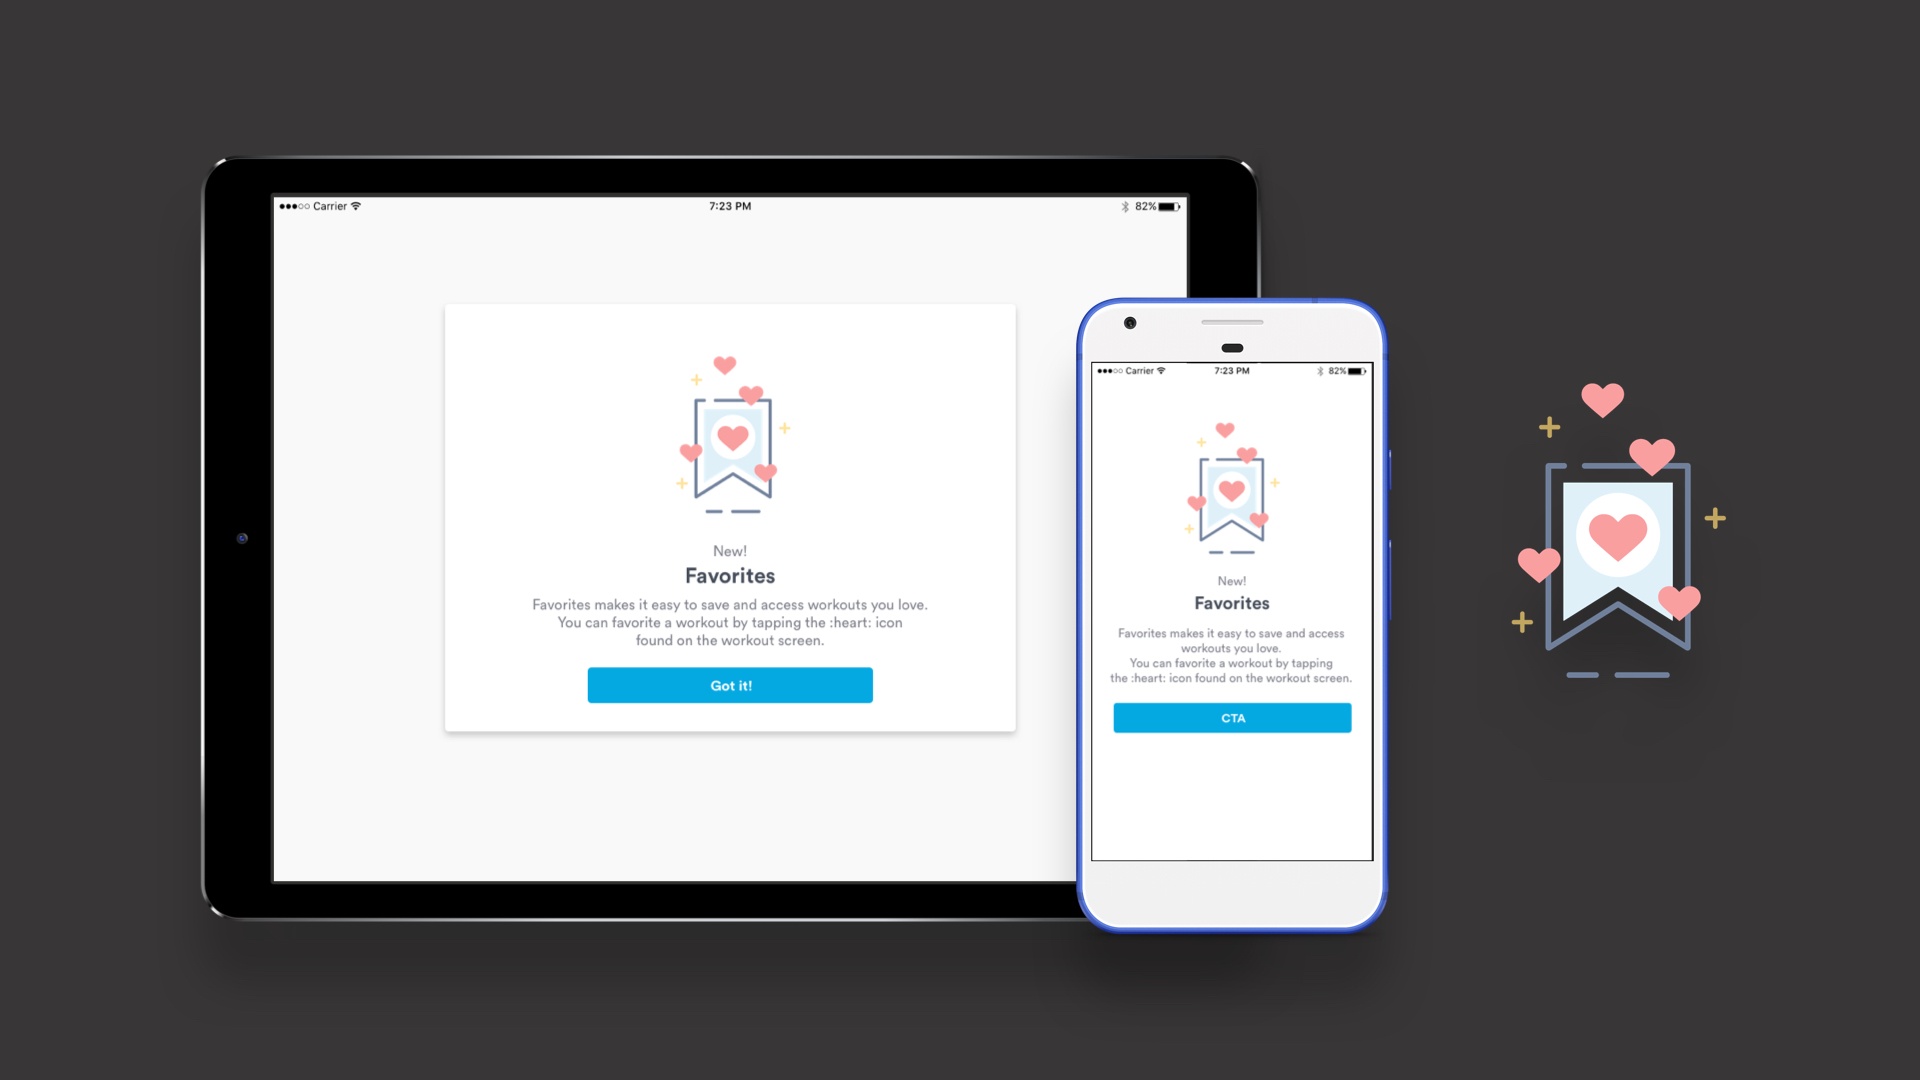 Carrier 7:23 PM 82%
New!
Favorites
Favorites makes it easy to save and access workouts you love.
You can favorite a workout by tapping the :heart: icon
found on the workout screen.
Got it!
Carrier 7:23 PM 82%
New!
Favorites
Favorites makes it easy to save and access
workouts you love.
You can favorite a workout by tapping
the :heart: icon found on the workout screen.
CTA